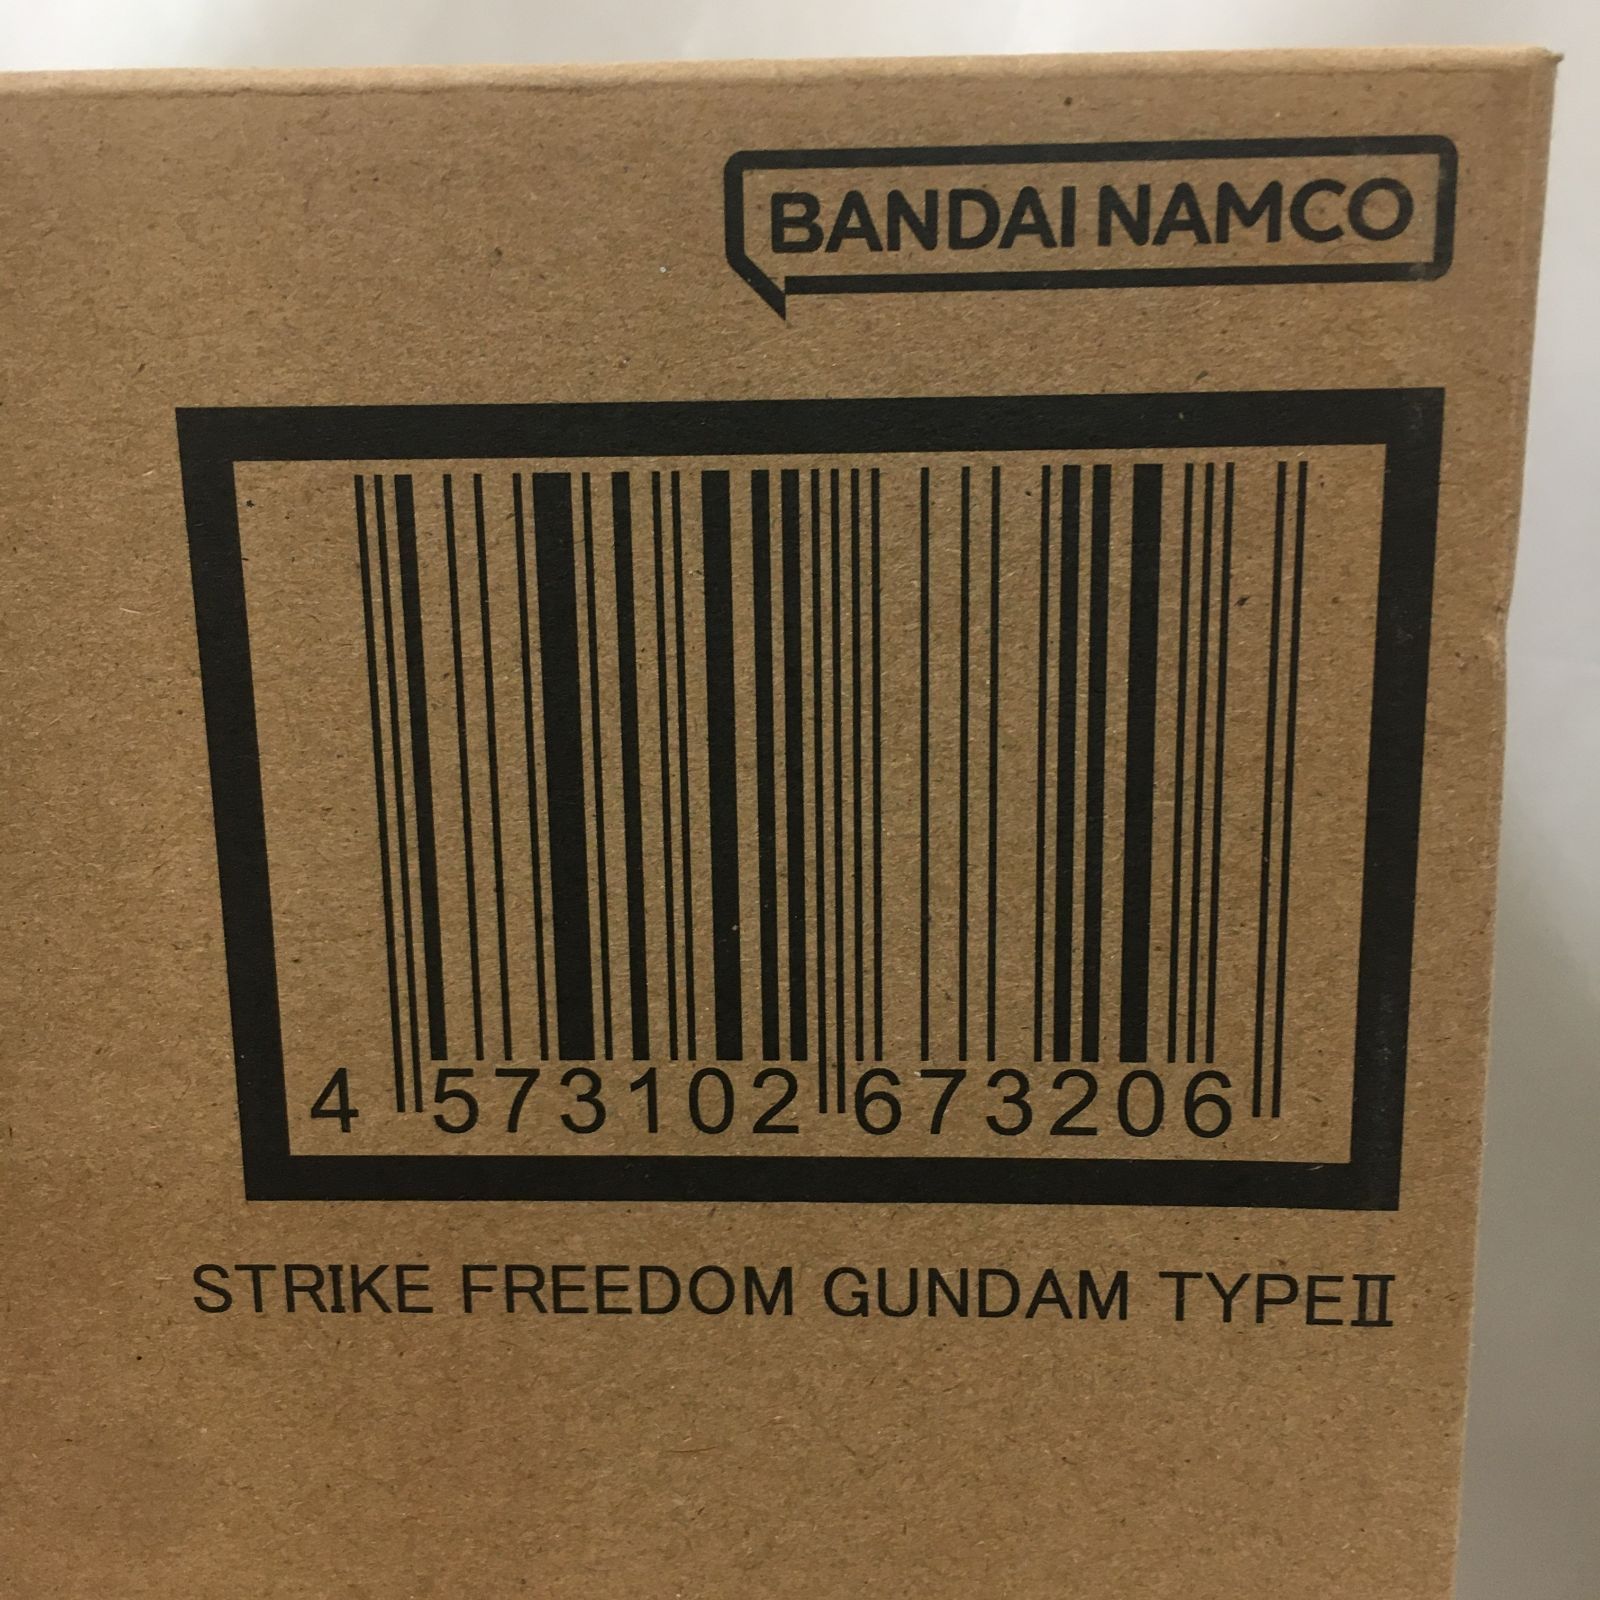 BANDAI NAMCO
4 573102 673206
STRIKE FREEDOM GUNDAM TYPEⅡ